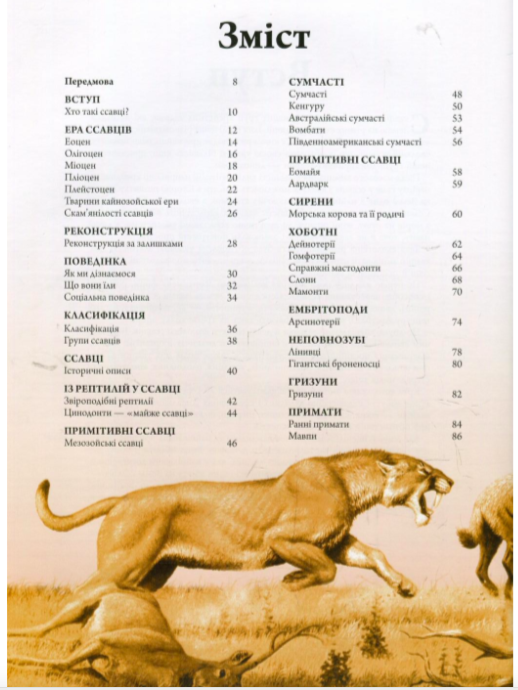 Зміст
Передмова 8
ВСТУП
Хто такі ссавці? 10
ЕРА ССАВЦІВ 12
Еоцен 14
Олігоцен 16
Міоцен 18
Пліоцен 20
Плейстоцен 22
Тварини кайнозойської ери 24
Скам'янілості ссавців 26
РЕКОНСТРУКЦІЯ
Реконструкція за залишками 28
ПОВЕДІНКА
Як ми дізнаємося 30
Що вони їли 32
Соціальна поведінка 34
КЛАСИФІКАЦІЯ
Класифікація 36
Групи ссавців 38
ССАВЦІ
Історичні описи 40
ІЗ РЕПТИЛІЙ У ССАВЦІ
Звіроподібні рептилії 42
Цинодонти — «майже ссавці» 44
ПРИМІТИВНІ ССАВЦІ
Мезозойські ссавці 46
СУМЧАСТІ
Сумчасті 48
Кенгуру 50
Австралійські сумчасті 53
Вомбати 54
Південноамериканські сумчасті 56
ПРИМІТИВНІ ССАВЦІ
Еомайя 58
Аардварк 59
СИРЕНИ
Морська корова та її родичі 60
ХОБОТНІ
Дейнотерії 62
Гомфотерії 64
Справжні мастодонти 66
Слони 68
Мамонти 70
ЕМБРІТОПОДИ
Арсинотерії 74
НЕПОВНОЗУБІ
Лінивці 78
Гігантські броненосці 80
ГРИЗУНИ
Гризуни 82
ПРИМАТИ
Ранні примати 84
Мавпи 86